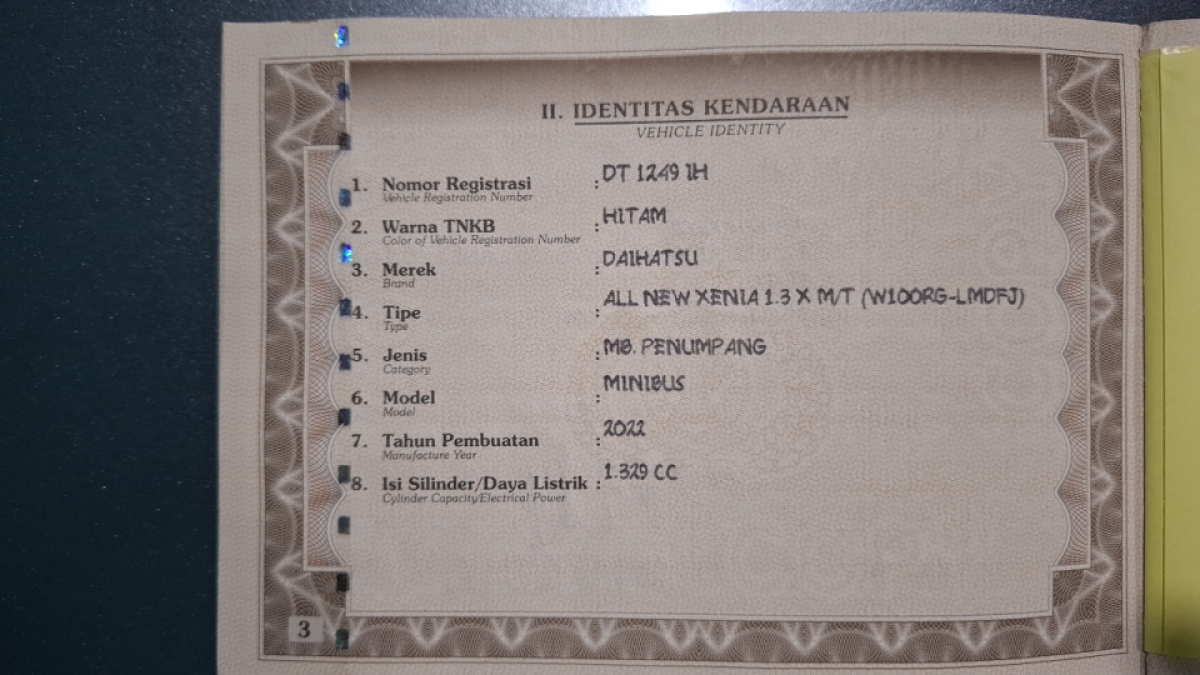 II. IDENTITAS KENDARAAN
VEHICLE IDENTITY
1. Nomor Registrasi : DT 1249 IH
Vehicle Registration Number
2. Warna TNKB : HITAM
Color of Vehicle Registration Number
3. Merek : DAIHATSU
Brand
4. Tipe : ALL NEW XENIA 1.3 X M/T (W100RG-LMDFJ)
Type
5. Jenis : MB. PENUMPANG
Category
6. Model : MINIBUS
Model
7. Tahun Pembuatan : 2022
Manufacture Year
8. Isi Silinder/Daya Listrik : 1.329 CC
Cylinder Capacity/Electrical Power
3